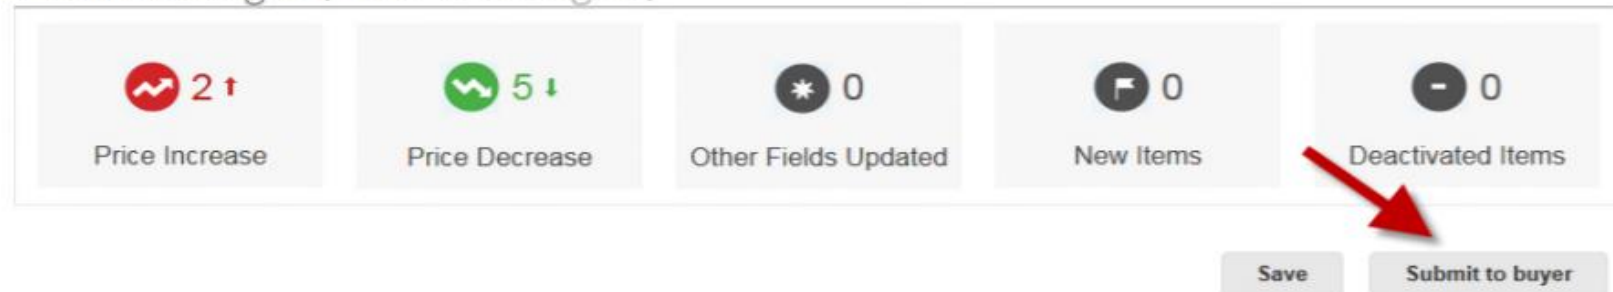 2 ↑
5 ↓
0
0
0
Price Increase
Price Decrease
Other Fields Updated
New Items
Deactivated Items
Save
Submit to buyer